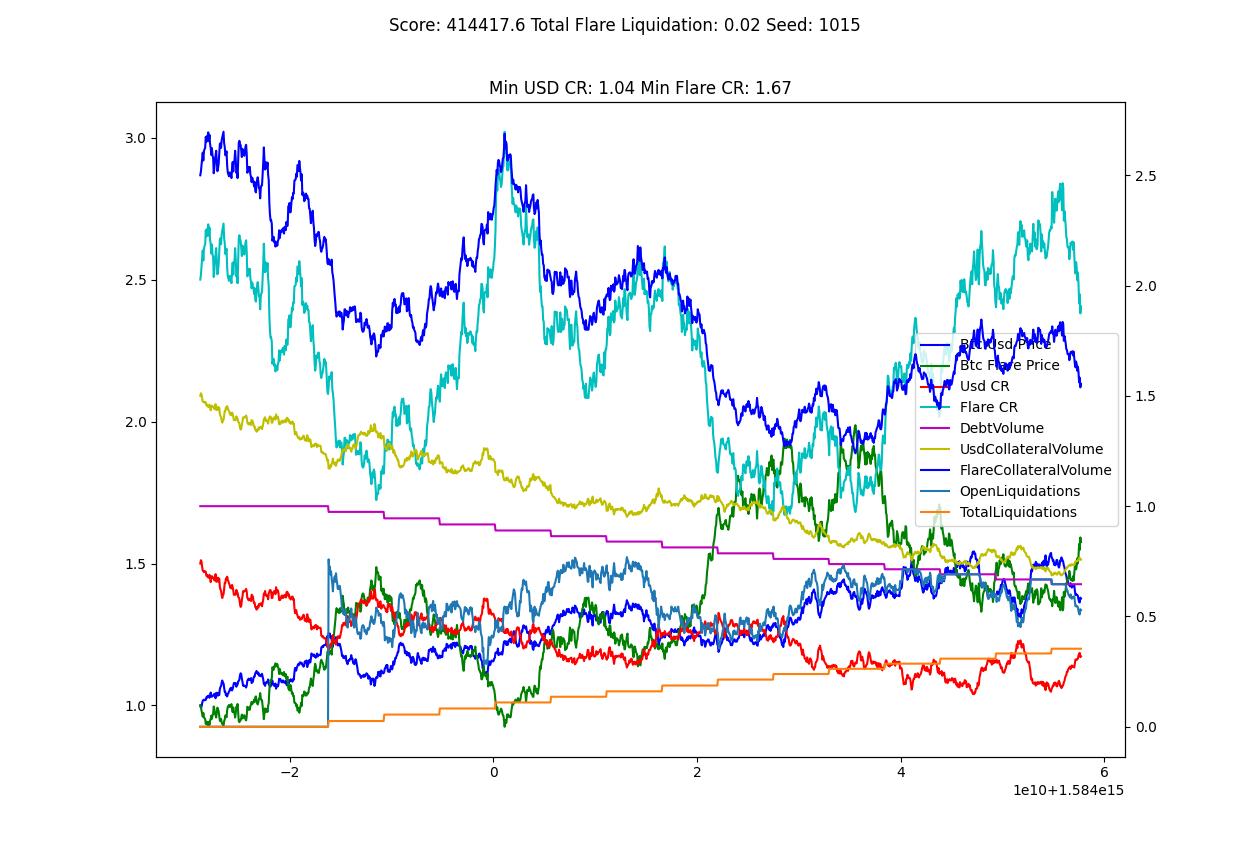 Score: 414417.6 Total Flare Liquidation: 0.02 Seed: 1015
Min USD CR: 1.04 Min Flare CR: 1.67
3.0
2.5
2.0
1.5
1.0
2.5
2.0
1.5
1.0
0.5
0.0
Btc Usd Price
Btc Flare Price
Usd CR
Flare CR
DebtVolume
UsdCollateralVolume
FlareCollateralVolume
OpenLiquidations
TotalLiquidations
−2 0 2 4 6
1e10+1.584e15